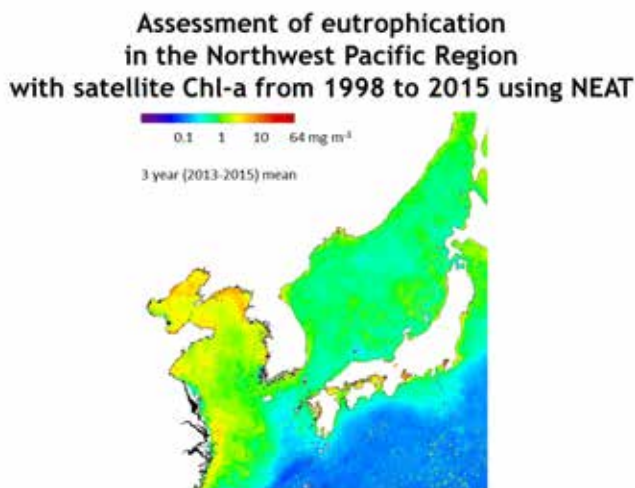 Assessment of eutrophication
in the Northwest Pacific Region
with satellite Chl-a from 1998 to 2015 using NEAT
0.1 1 10 64 mg m⁻³
3 year (2013-2015) mean